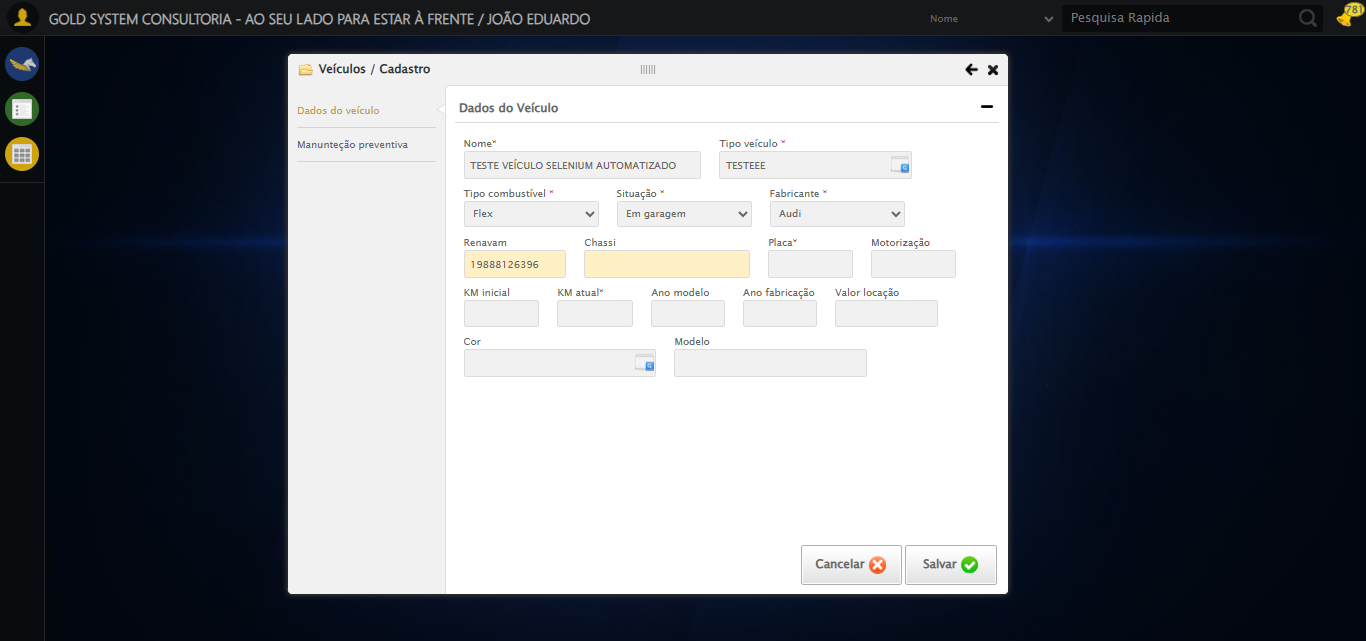 GOLD SYSTEM CONSULTORIA - AO SEU LADO PARA ESTAR À FRENTE / JOÃO EDUARDO
Nome
Pesquisa Rapida
781
Veículos / Cadastro
Dados do veículo
Manunteção preventiva
Dados do Veículo
Nome* Tipo veículo *
TESTE VEÍCULO SELENIUM AUTOMATIZADO TESTEEE
Tipo combustível * Situação * Fabricante *
Flex Em garagem Audi
Renavam Chassi Placa* Motorização
19888126396
KM inicial KM atual* Ano modelo Ano fabricação Valor locação
Cor Modelo
Cancelar Salvar